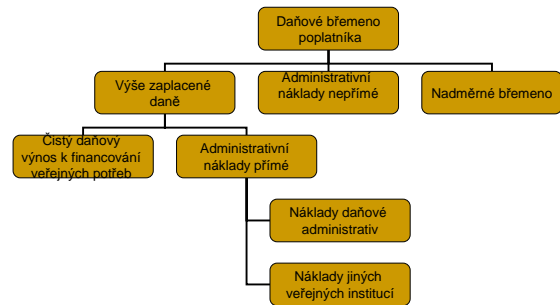 Daňové břemeno
poplatníka
Výše zaplacené
daně
Administrativní
náklady nepřímé
Nadměrné břemeno
Čistý daňový
výnos k financování
veřejných potřeb
Administrativní
náklady přímé
Náklady daňové
administrativ
Náklady jiných
veřejných institucí